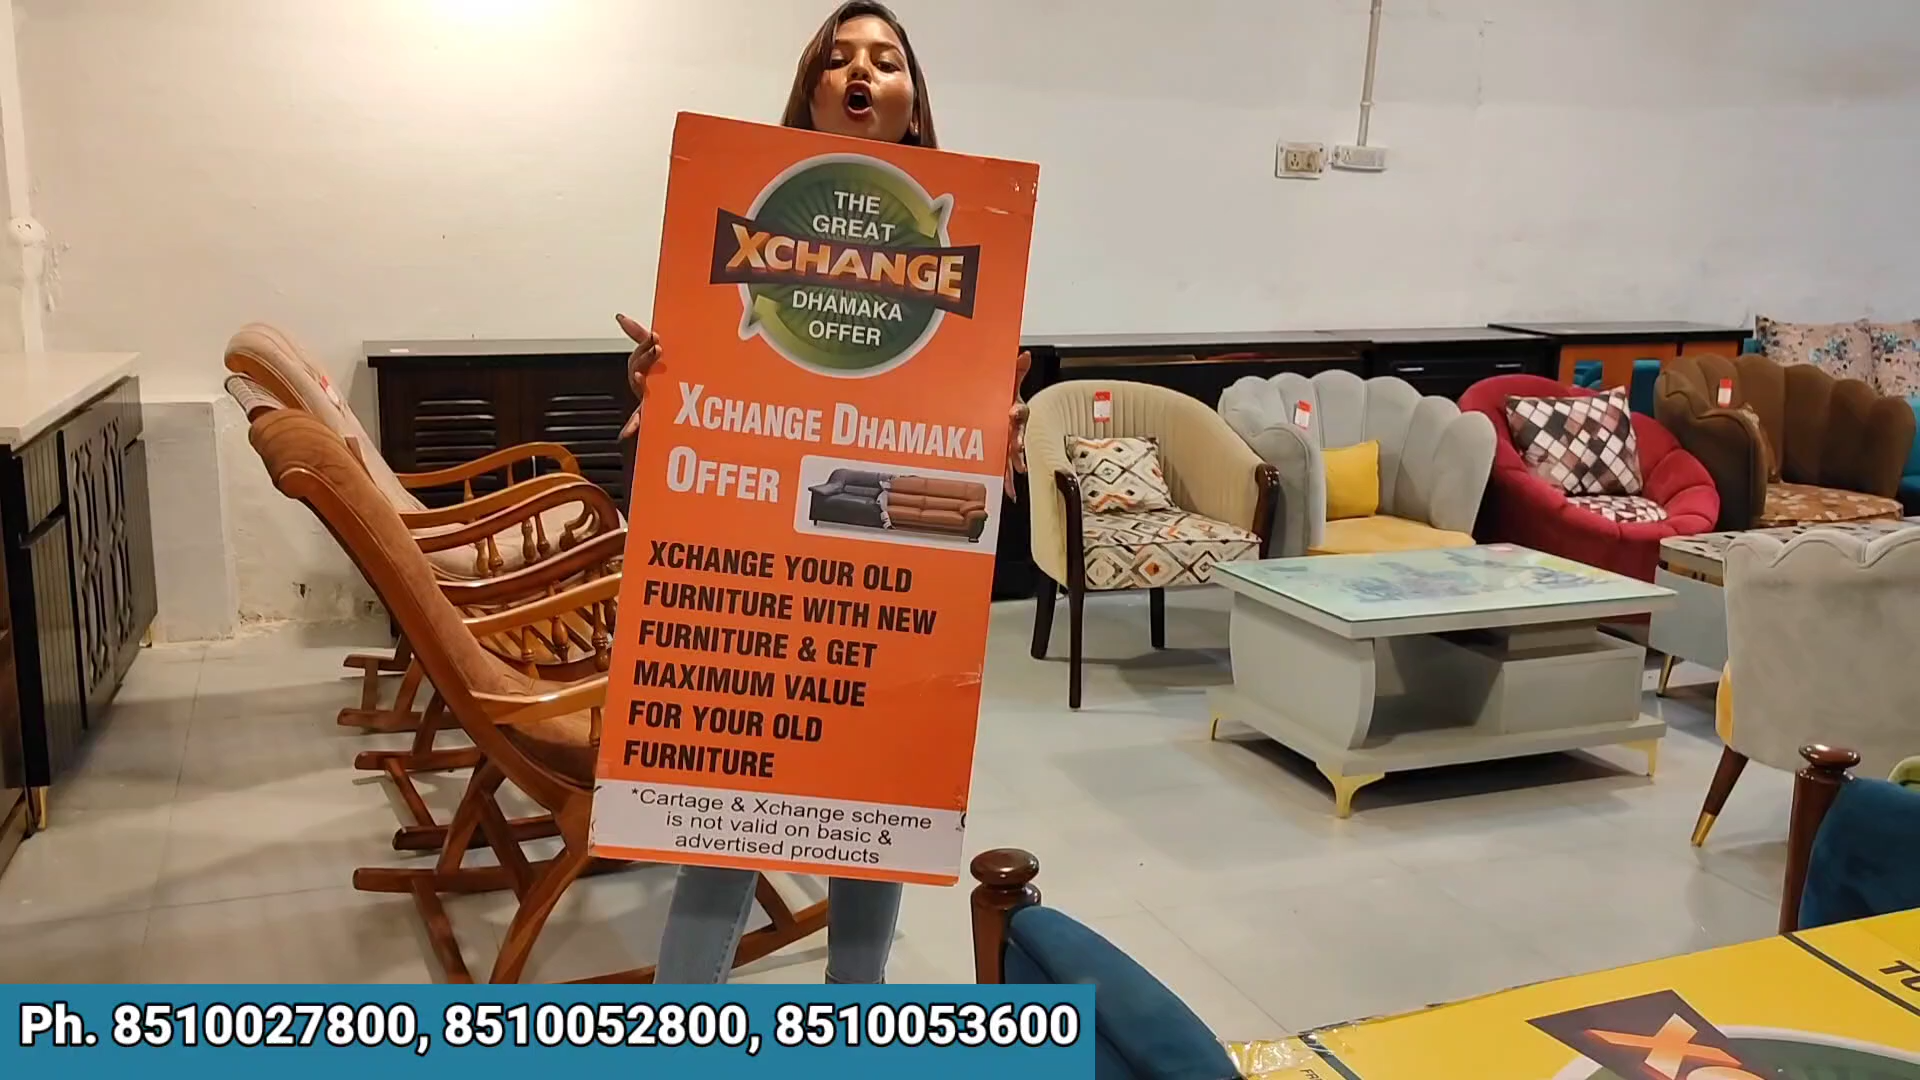 THE
GREAT
XCHANGE
DHAMAKA
OFFER
XCHANGE DHAMAKA
OFFER
XCHANGE YOUR OLD
FURNITURE WITH NEW
FURNITURE & GET
MAXIMUM VALUE
FOR YOUR OLD
FURNITURE
*Cartage & Xchange scheme
is not valid on basic &
advertised products
Ph. 8510027800, 8510052800, 8510053600